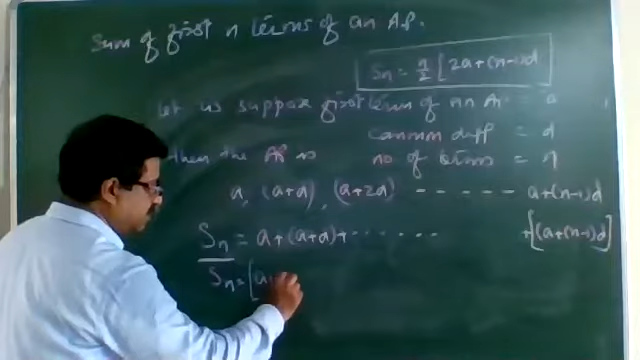 Sum of first n terms of an A.P.
Sn = n/2 [2a+(n-1)d
Let us suppose first term of an A.P. = a
common diff = d
then the AP is no of terms = n
a, (a+d), (a+2d) ------ a+(n-1)d
Sn = a+(a+d)+ ...... +[(a+(n-1)d]
Sn = [a+